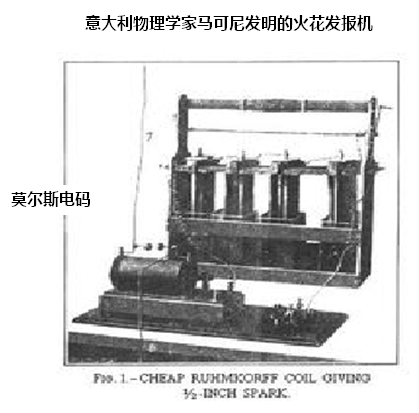 意大利物理学家马可尼发明的火花发报机
莫尔斯电码
FIG. 1.–CHEAP RUHMKORFF COIL GIVING
½-INCH SPARK.